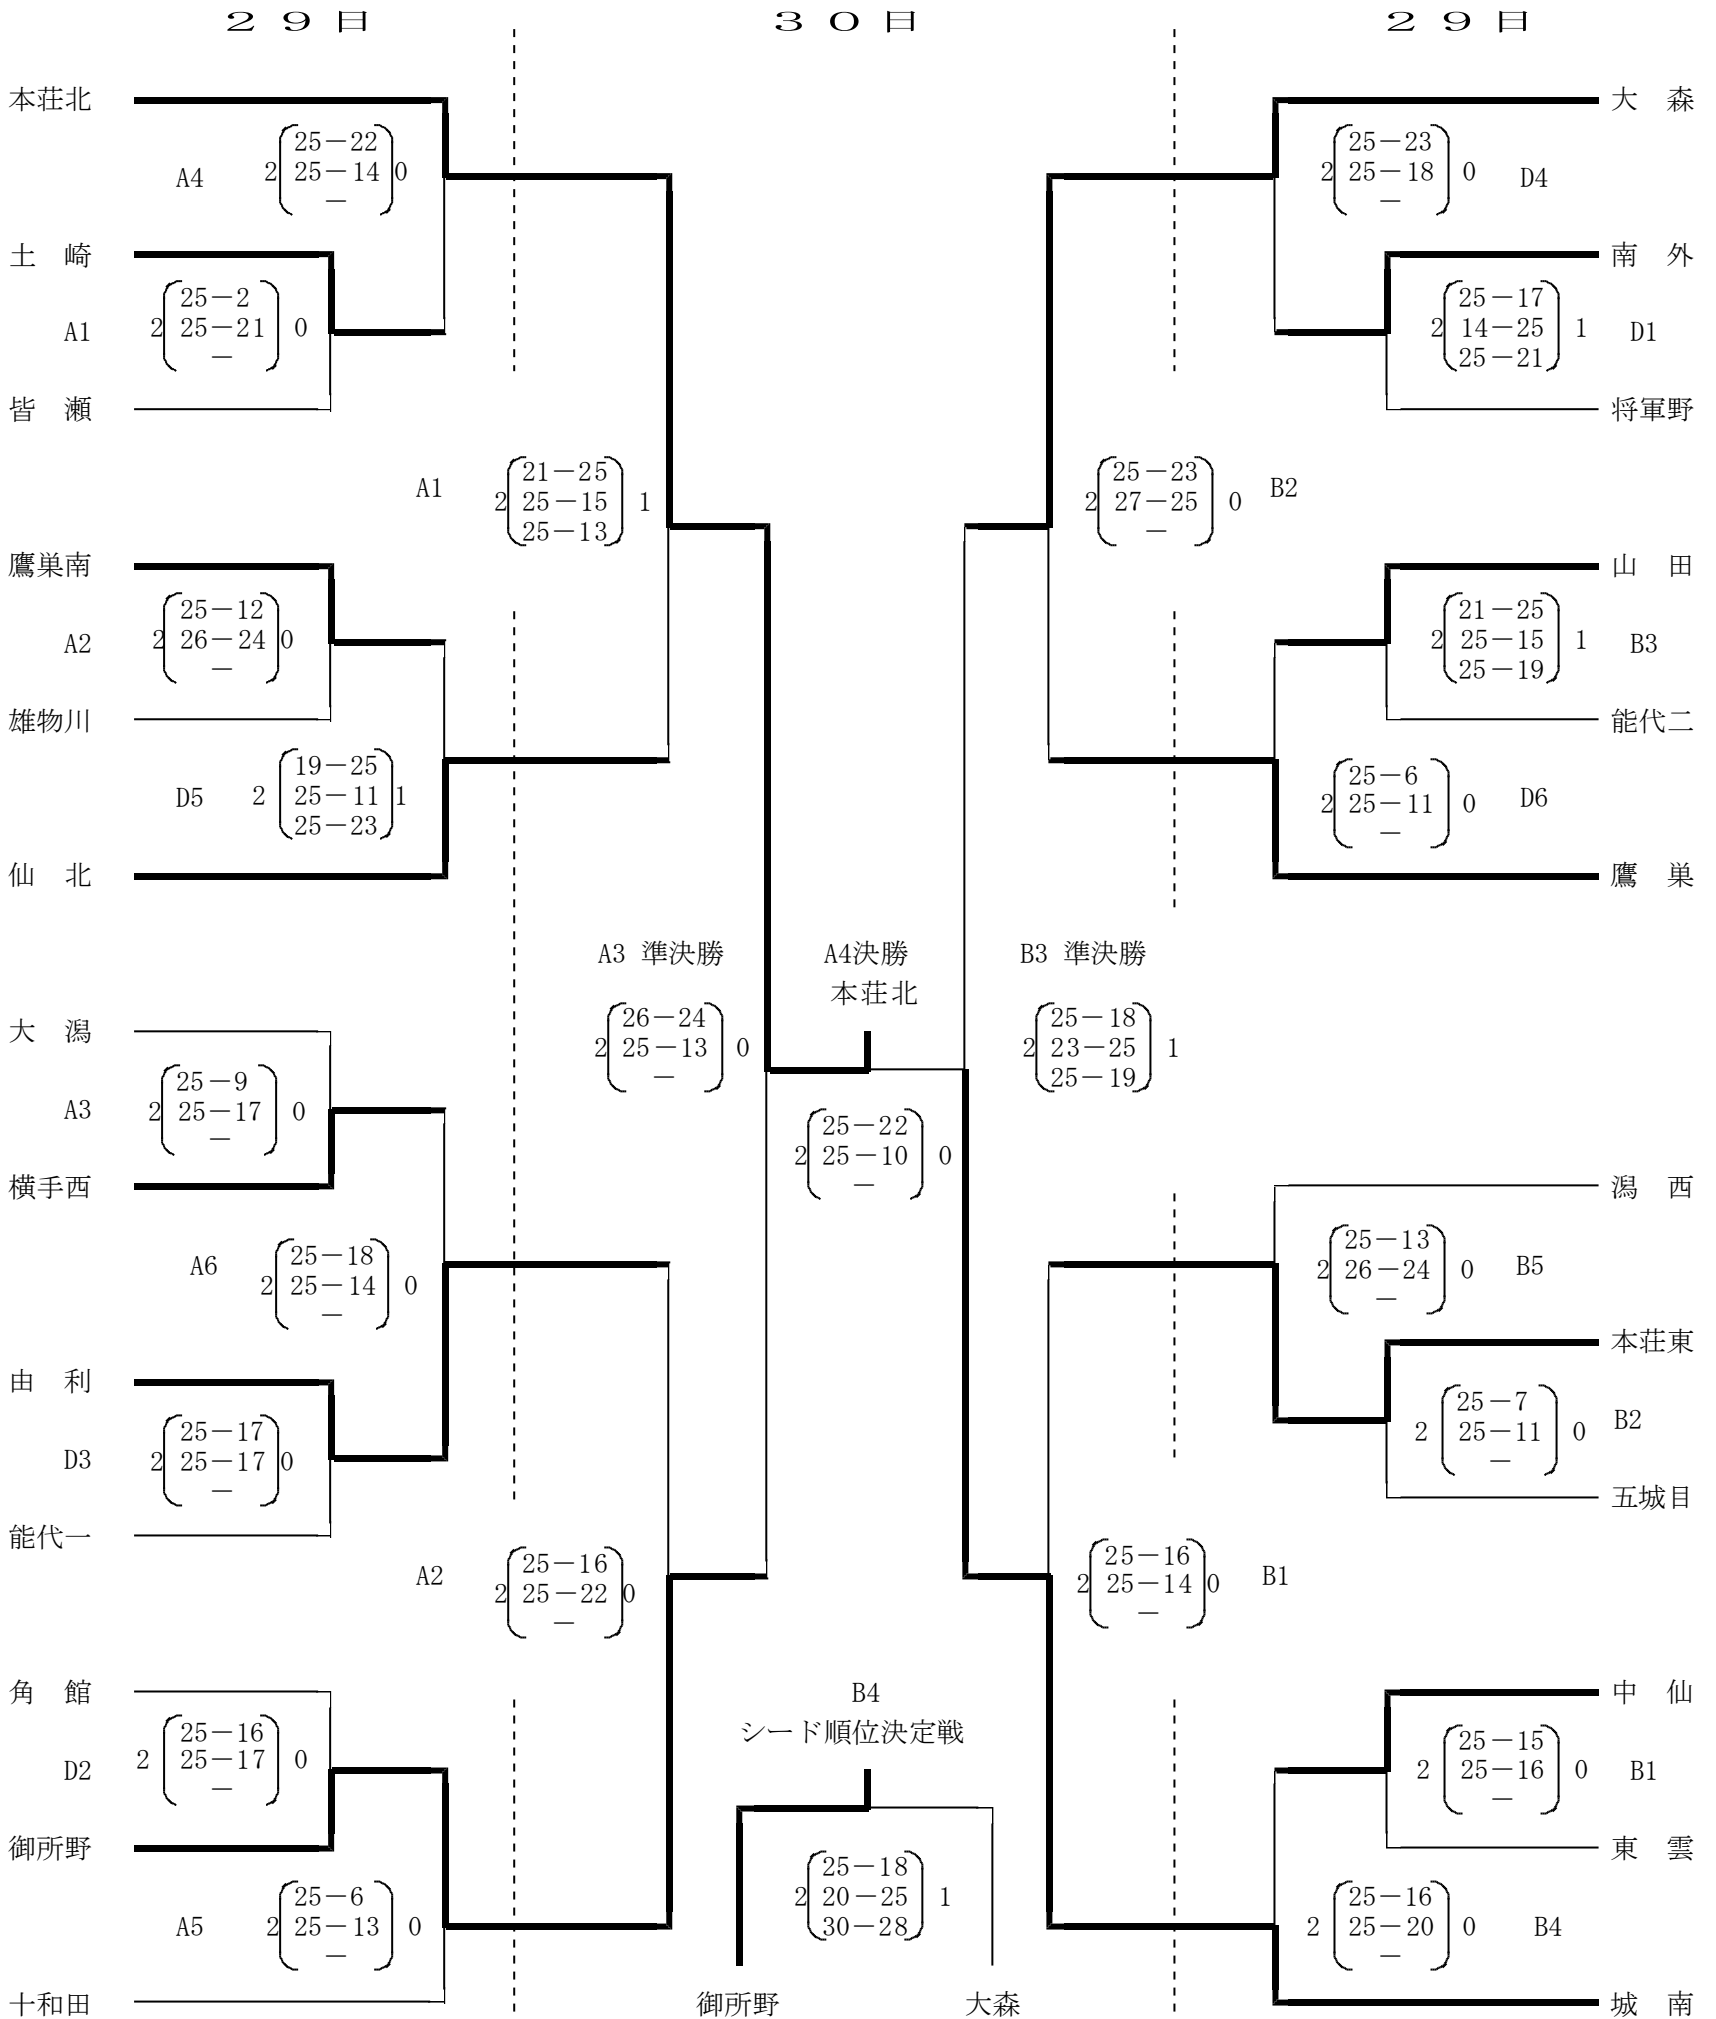 ２９日　３０日　２９日
本荘北
25－22
A4 2 25－14 0
－
土　崎
25－2
A1 2 25－21 0
－
皆　瀬
21－25
A1 2 25－15 1
25－13
鷹巣南
25－12
A2 2 26－24 0
－
雄物川
19－25
D5 2 25－11 1
25－23
仙　北
A3 準決勝
26－24
2 25－13 0
－
大　潟
25－9
A3 2 25－17 0
－
横手西
25－18
A6 2 25－14 0
－
由　利
25－17
D3 2 25－17 0
－
能代一
25－16
A2 2 25－22 0
－
角　館
25－16
D2 2 25－17 0
－
御所野
25－6
A5 2 25－13 0
－
十和田
A4決勝
本荘北
25－22
2 25－10 0
－
B4
シード順位決定戦
25－18
2 20－25 1
30－28
御所野　大森
大　森
25－23
2 25－18 0 D4
－
南　外
25－17
2 14－25 1 D1
25－21
将軍野
25－23
2 27－25 0 B2
－
山　田
21－25
2 25－15 1 B3
25－19
能代二
25－6
2 25－11 0 D6
－
鷹　巣
B3 準決勝
25－18
2 23－25 1
25－19
潟　西
25－13
2 26－24 0 B5
－
本荘東
25－7
2 25－11 0 B2
－
五城目
25－16
2 25－14 0 B1
－
中　仙
25－15
2 25－16 0 B1
－
東　雲
25－16
2 25－20 0 B4
－
城　南